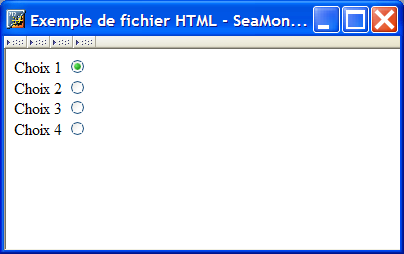 Exemple de fichier HTML - SeaMon...
Choix 1
Choix 2
Choix 3
Choix 4